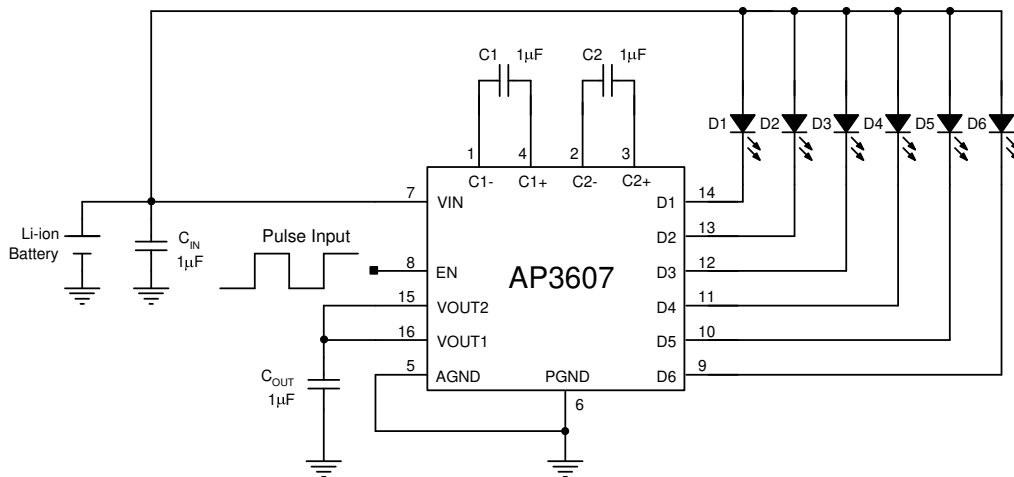 C1 1µF C2 1µF
D1 D2 D3 D4 D5 D6
1 4 2 3
C1- C1+ C2- C2+
7 VIN D1 14
Li-ion
Battery
CIN
1µF
Pulse Input
D2 13
8 EN D3 12
AP3607
15 VOUT2 D4 11
16 VOUT1 D5 10
5 AGND PGND D6 9
COUT
1µF
6